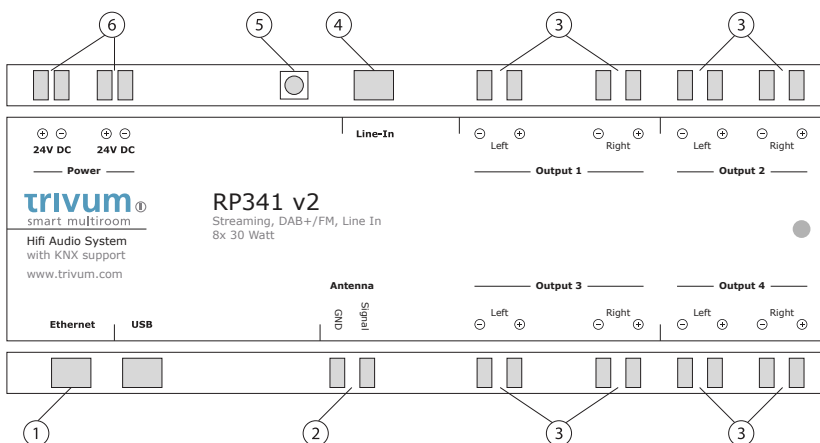 6 5 4 3 3
⊕ ⊖ ⊕ ⊖
24V DC 24V DC
Power
Line-In
⊖ ⊕ ⊖ ⊕ ⊖ ⊕ ⊖ ⊕
Left Right Left Right
Output 1 Output 2
trivum
smart multiroom
Hifi Audio System
with KNX support
www.trivum.com
RP341 v2
Streaming, DAB+/FM, Line In
8x 30 Watt
Antenna
GND Signal
Output 3 Output 4
Left Right Left Right
⊖ ⊕ ⊖ ⊕ ⊖ ⊕ ⊖ ⊕
Ethernet USB
1 2 3 3